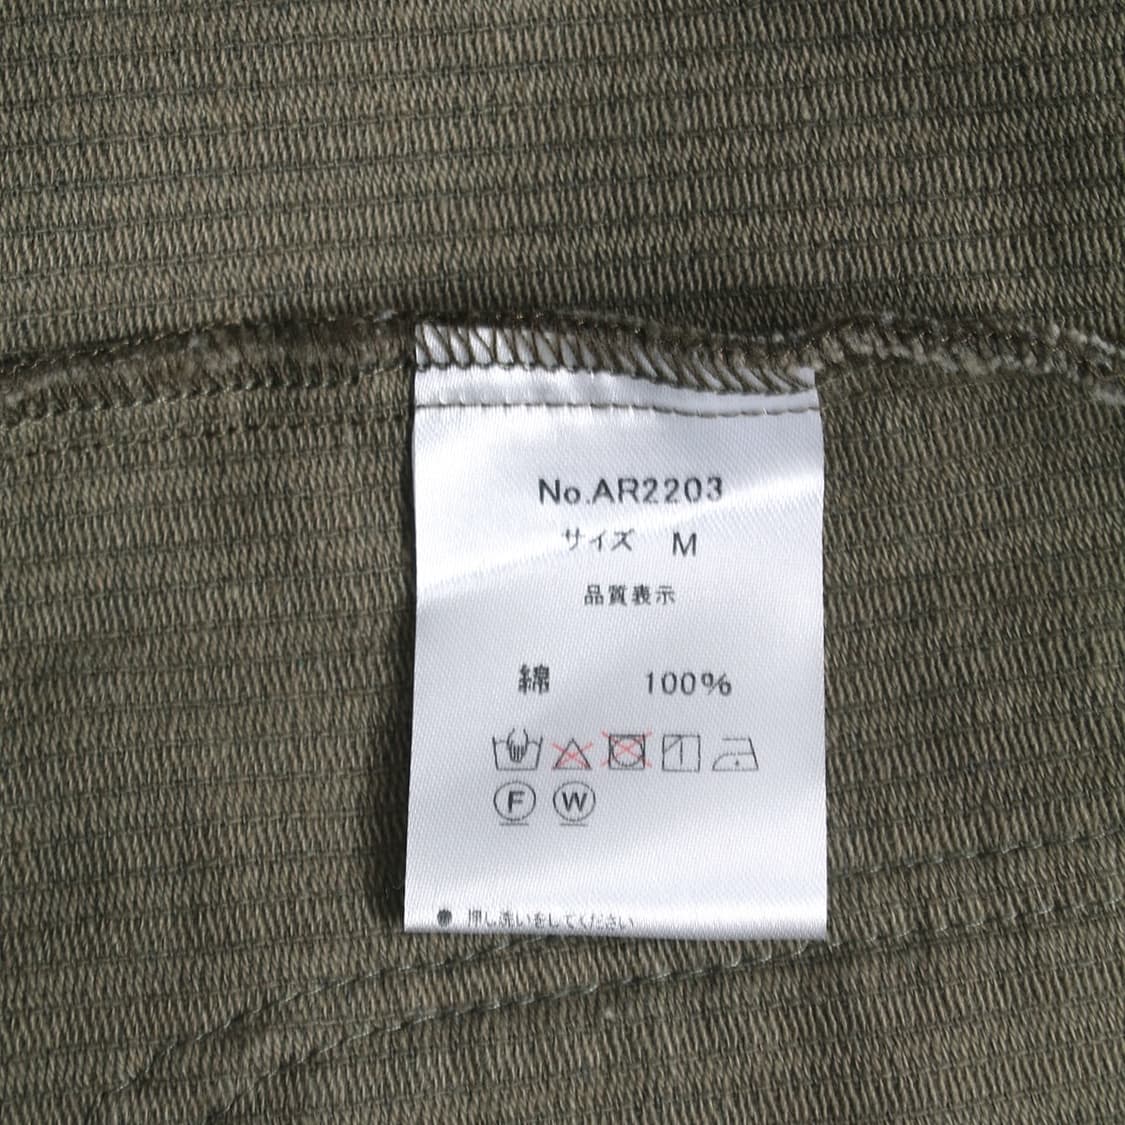 No.AR2203
サイズ M
品質表示
綿 100%
F W
● 押し洗いをしてください